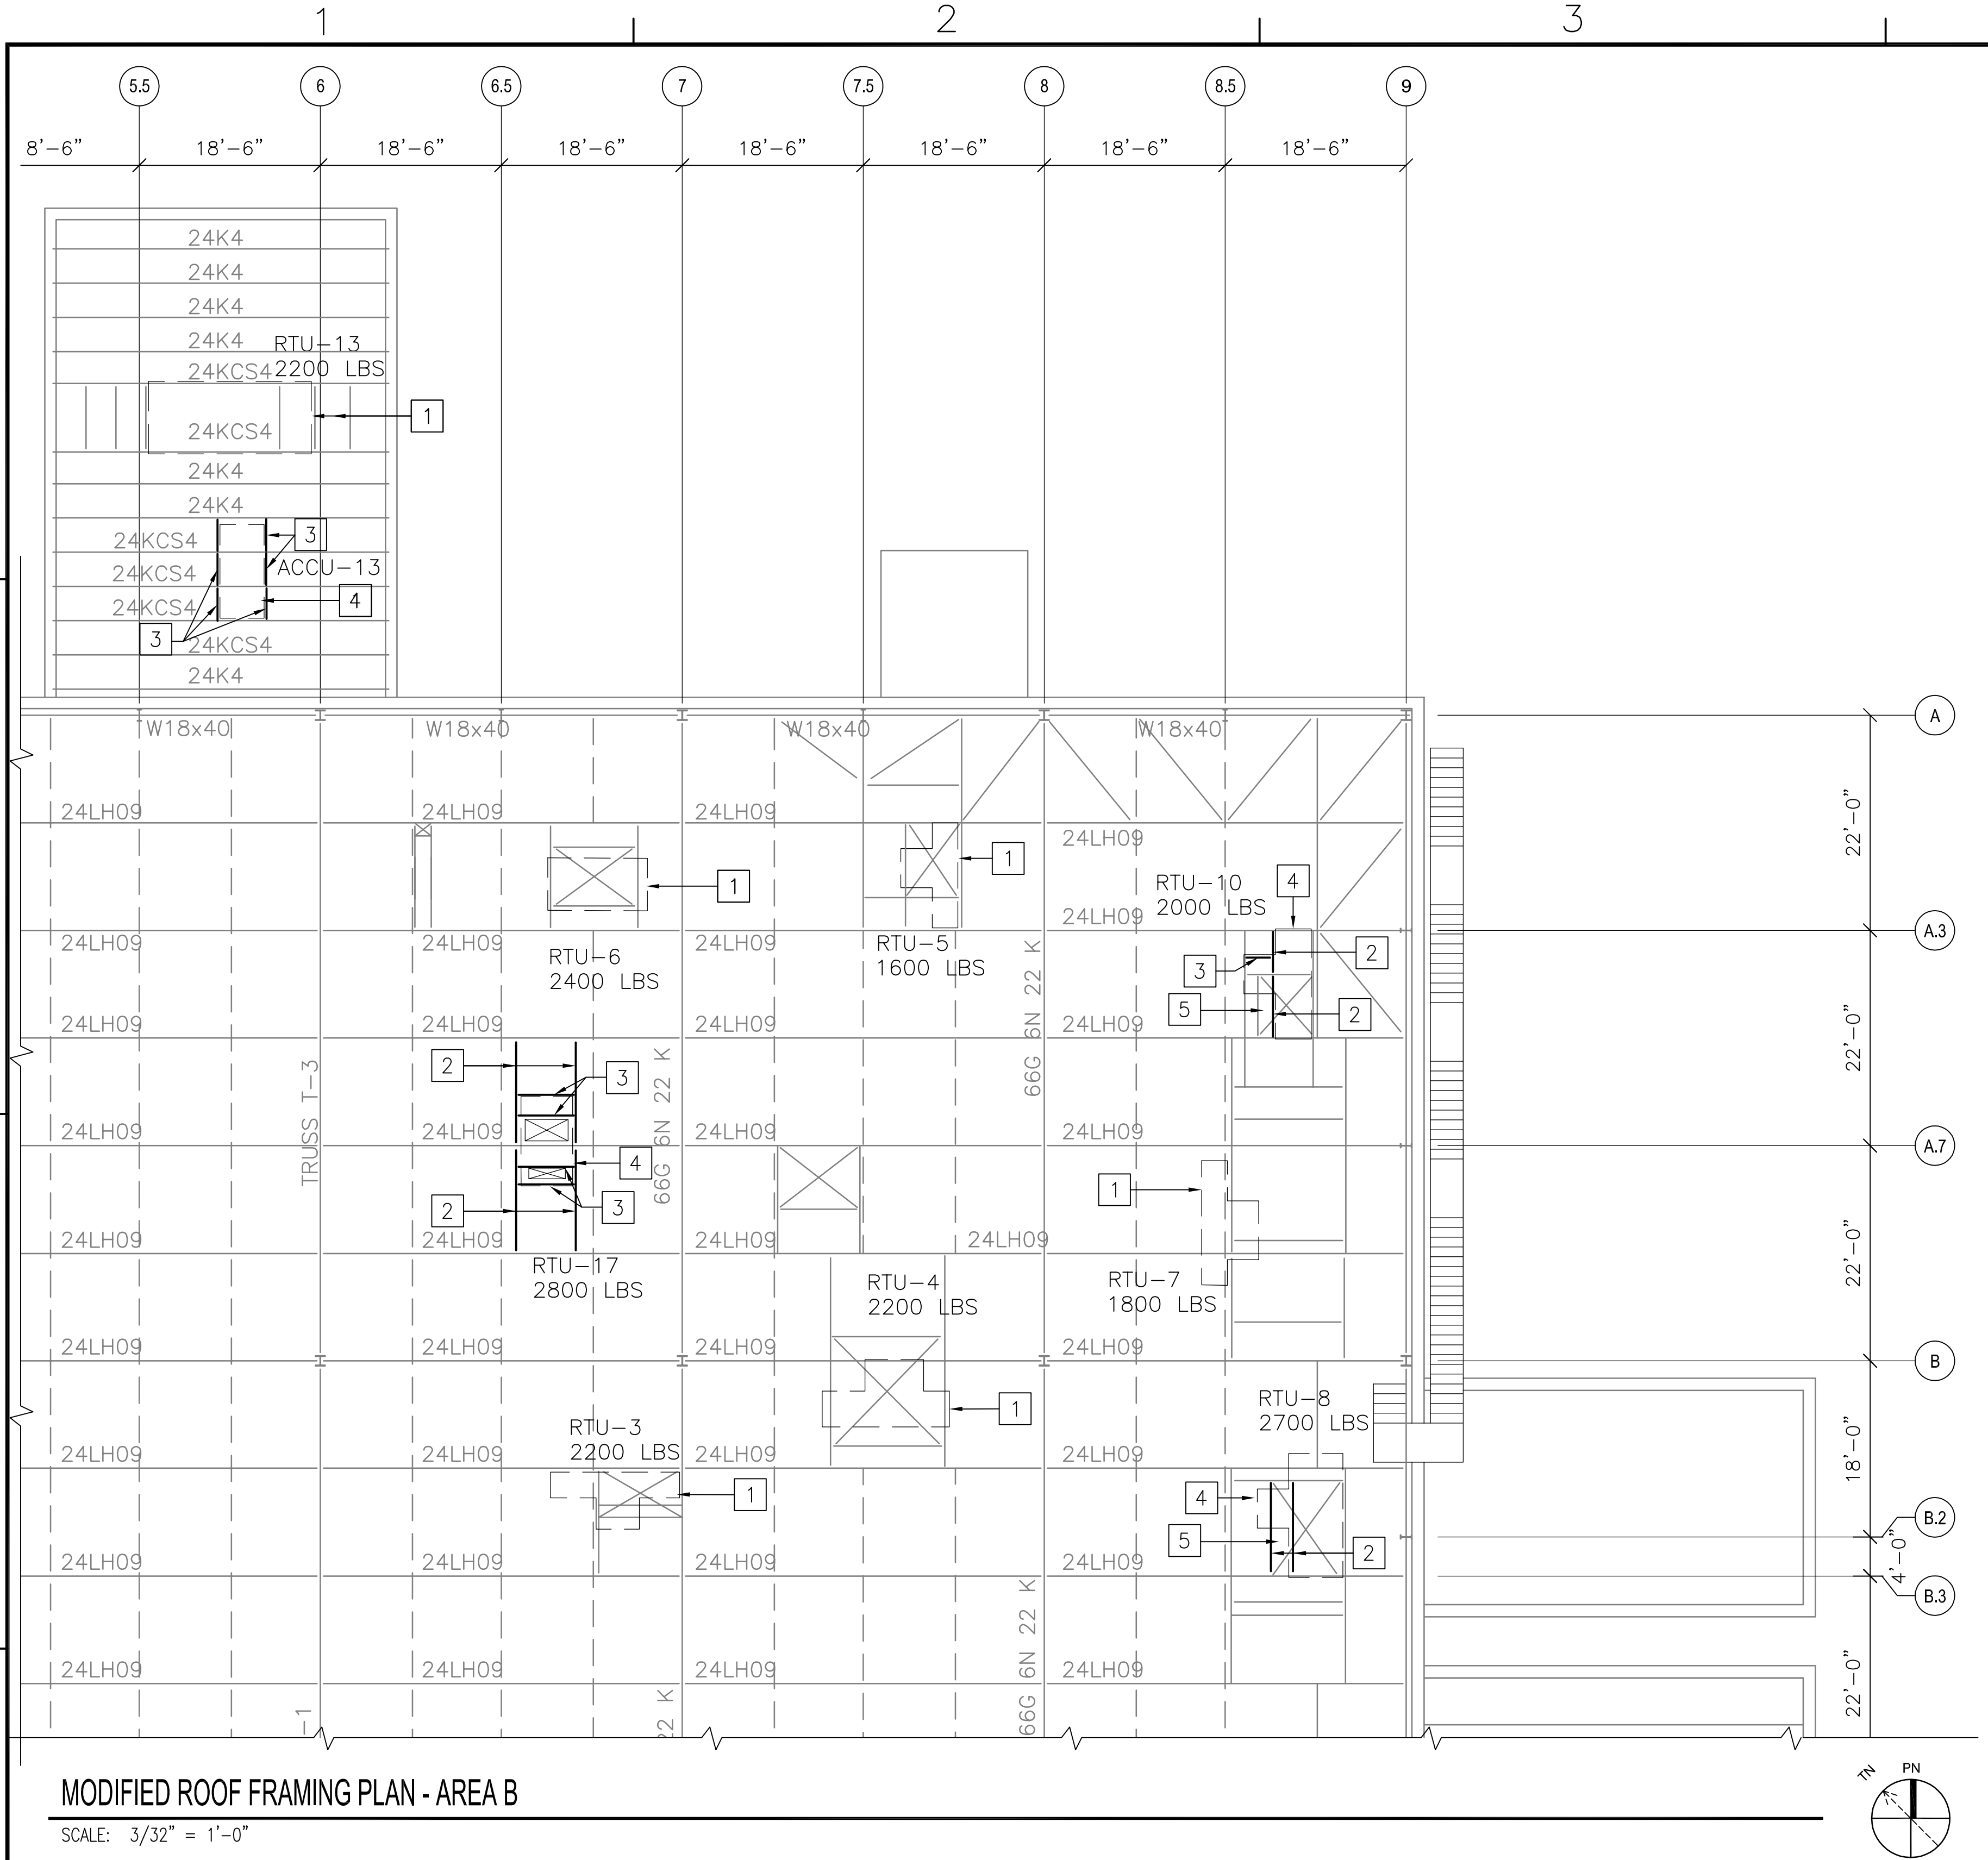 1 2 3
5.5 6 6.5 7 7.5 8 8.5 9
8'-6" 18'-6" 18'-6" 18'-6" 18'-6" 18'-6" 18'-6" 18'-6"
24K4
24K4
24K4
24K4
RTU-13
2200 LBS
24KCS4
1
24KCS4
24K4
24K4
3
24KCS4
ACCU-13
24KCS4
4
24KCS4
3
24KCS4
24K4
W18x40 W18x40 W18x40 W18x40
A
22'-0"
24LH09 24LH09 24LH09
24LH09
1
1
RTU-10
2000 LBS
4
24LH09
A.3
24LH09 24LH09 24LH09
RTU-5
1600 LBS
RTU-6
2400 LBS
2
3
5
2
66G 6N 22 K
24LH09 24LH09 24LH09 24LH09
22'-0"
TRUSS T-3
2
3
66G 6N 22 K
24LH09 24LH09 24LH09 24LH09
A.7
4
1
2
3
24LH09 24LH09 24LH09 24LH09
22'-0"
RTU-17
2800 LBS
RTU-4
2200 LBS
RTU-7
1800 LBS
24LH09 24LH09 24LH09 24LH09
B
RTU-8
2700 LBS
1
RTU-3
2200 LBS
24LH09 24LH09 24LH09 24LH09
18'-0"
1
4
5
2
B.2
24LH09 24LH09 24LH09 24LH09
4'-0"
B.3
66G 6N 22 K
24LH09 24LH09 24LH09 24LH09
22'-0"
-1
22 K
MODIFIED ROOF FRAMING PLAN - AREA B
SCALE: 3/32" = 1'-0"
TN PN